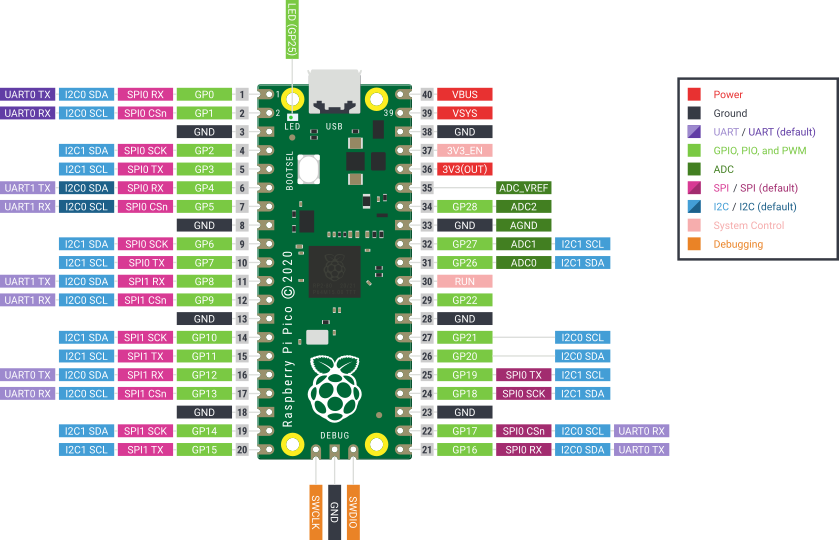 LED (GP25)
UART0 TX I2C0 SDA SPI0 RX GP0 1
UART0 RX I2C0 SCL SPI0 CSn GP1 2
GND 3
I2C1 SDA SPI0 SCK GP2 4
I2C1 SCL SPI0 TX GP3 5
UART1 TX I2C0 SDA SPI0 RX GP4 6
UART1 RX I2C0 SCL SPI0 CSn GP5 7
GND 8
I2C1 SDA SPI0 SCK GP6 9
I2C1 SCL SPI0 TX GP7 10
UART1 TX I2C0 SDA SPI1 RX GP8 11
UART1 RX I2C0 SCL SPI1 CSn GP9 12
GND 13
I2C1 SDA SPI1 SCK GP10 14
I2C1 SCL SPI1 TX GP11 15
UART0 TX I2C0 SDA SPI1 RX GP12 16
UART0 RX I2C0 SCL SPI1 CSn GP13 17
GND 18
I2C1 SDA SPI1 SCK GP14 19
I2C1 SCL SPI1 TX GP15 20
1
2
39
LED
USB
BOOTSEL
Raspberry Pi Pico © 2020
DEBUG
SWCLK
GND
SWDIO
40 VBUS
39 VSYS
38 GND
37 3V3_EN
36 3V3(OUT)
35 ADC_VREF
34 GP28 ADC2
33 GND AGND
32 GP27 ADC1 I2C1 SCL
31 GP26 ADC0 I2C1 SDA
30 RUN
29 GP22
28 GND
27 GP21 I2C0 SCL
26 GP20 I2C0 SDA
25 GP19 SPI0 TX I2C1 SCL
24 GP18 SPI0 SCK I2C1 SDA
23 GND
22 GP17 SPI0 CSn I2C0 SCL UART0 RX
21 GP16 SPI0 RX I2C0 SDA UART0 TX
Power
Ground
UART / UART (default)
GPIO, PIO, and PWM
ADC
SPI / SPI (default)
I2C / I2C (default)
System Control
Debugging